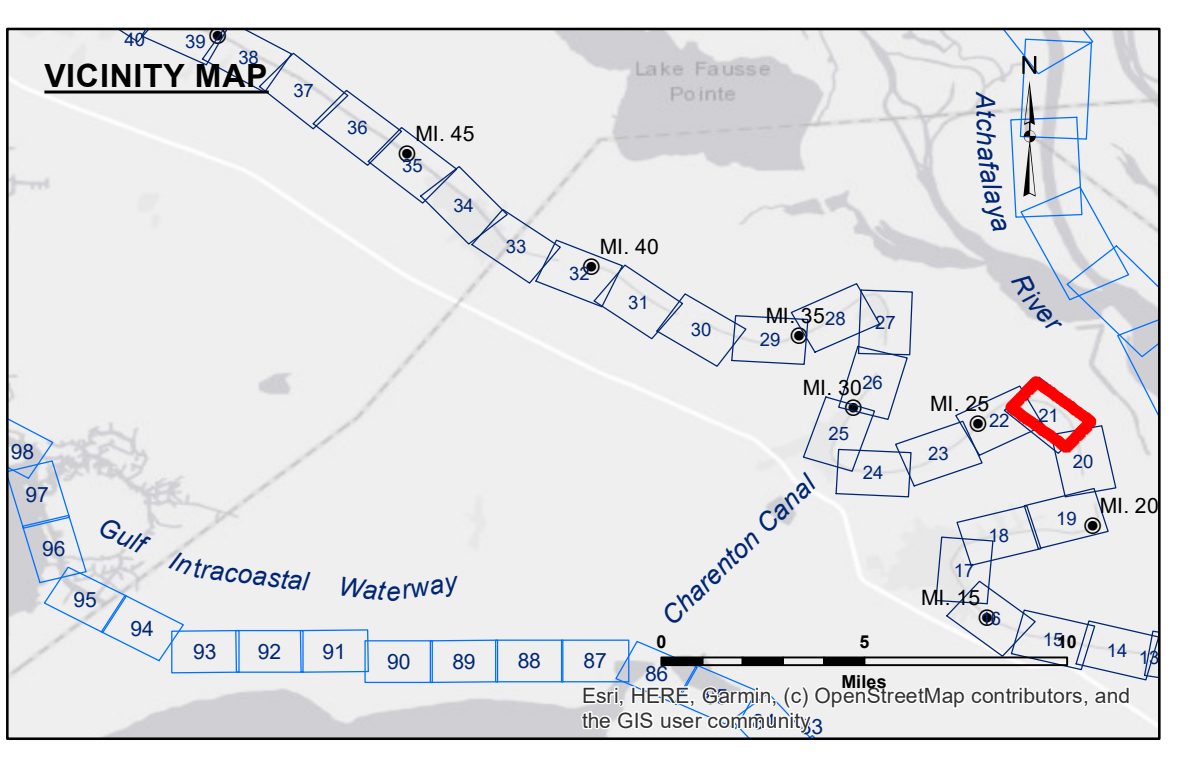 VICINITY MAP
40
39
38
37
36
MI. 45
35
34
33
MI. 40
32
31
30
MI. 35
29
28
27
26
MI. 30
25
24
23
MI. 25
22
21
20
MI. 20
19
18
17
MI. 15
15
14
13
Lake Fausse
Pointe
N
Atchafalaya
River
Charenton Canal
Gulf Intracoastal Waterway
98
97
96
95
94
93
92
91
90
89
88
87
86
0 5 10
Miles
Esri, HERE, Garmin, (c) OpenStreetMap contributors, and
the GIS user community